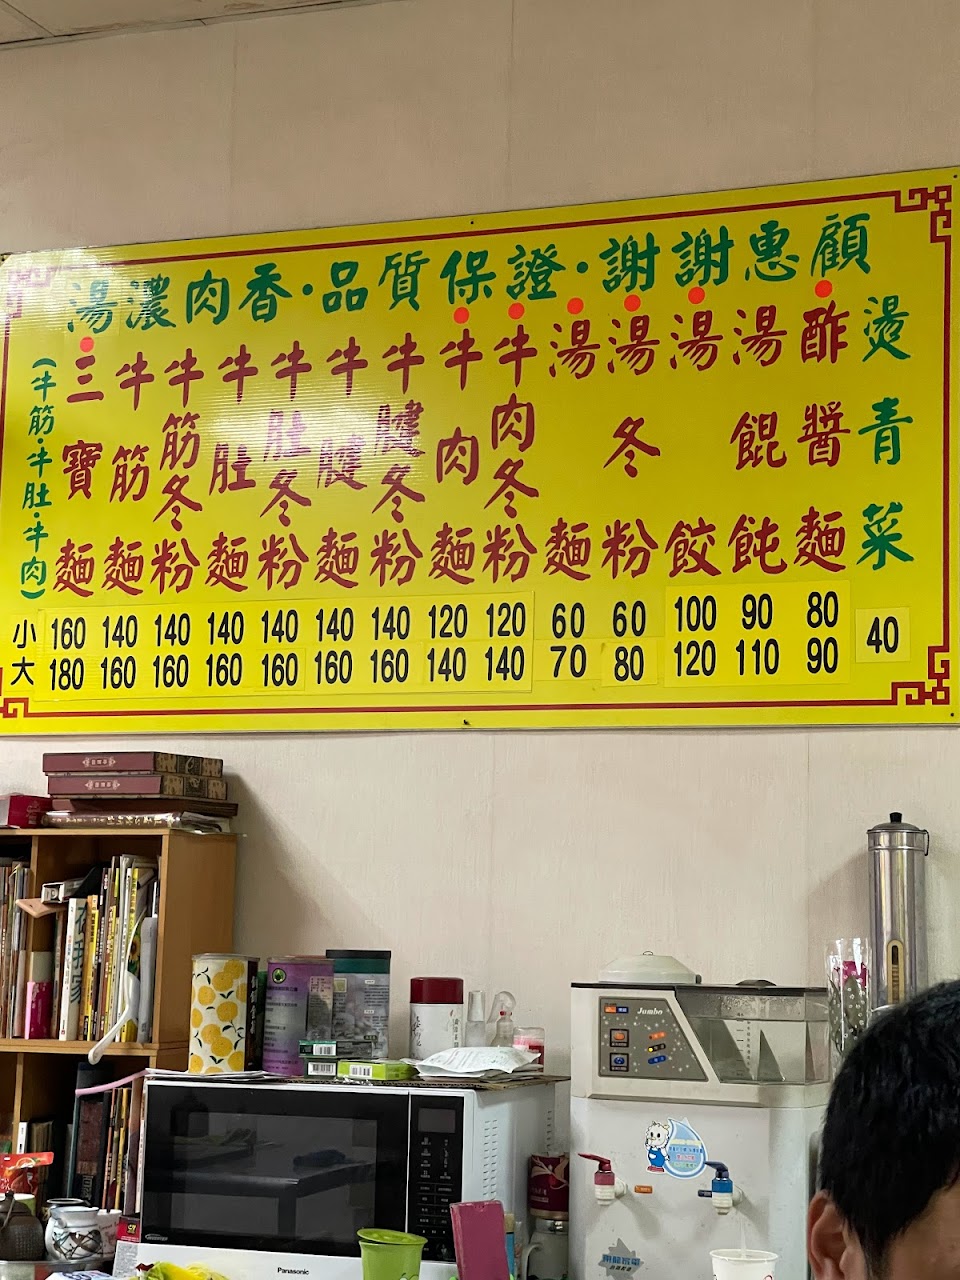 湯濃肉香·品質保證·謝謝惠顧
(牛筋·牛肚·牛肉)
三寶麵
牛筋麵
牛筋冬粉
牛肚麵
牛肚冬粉
牛腱麵
牛腱冬粉
牛肉麵
牛肉冬粉
湯麵
湯冬粉
湯餃
湯餛飩
酢醬麵
燙青菜
小 160 140 140 140 140 140 140 120 120 60 60 100 90 80 40
大 180 160 160 160 160 160 160 140 140 70 80 120 110 90
Jumbo
Panasonic